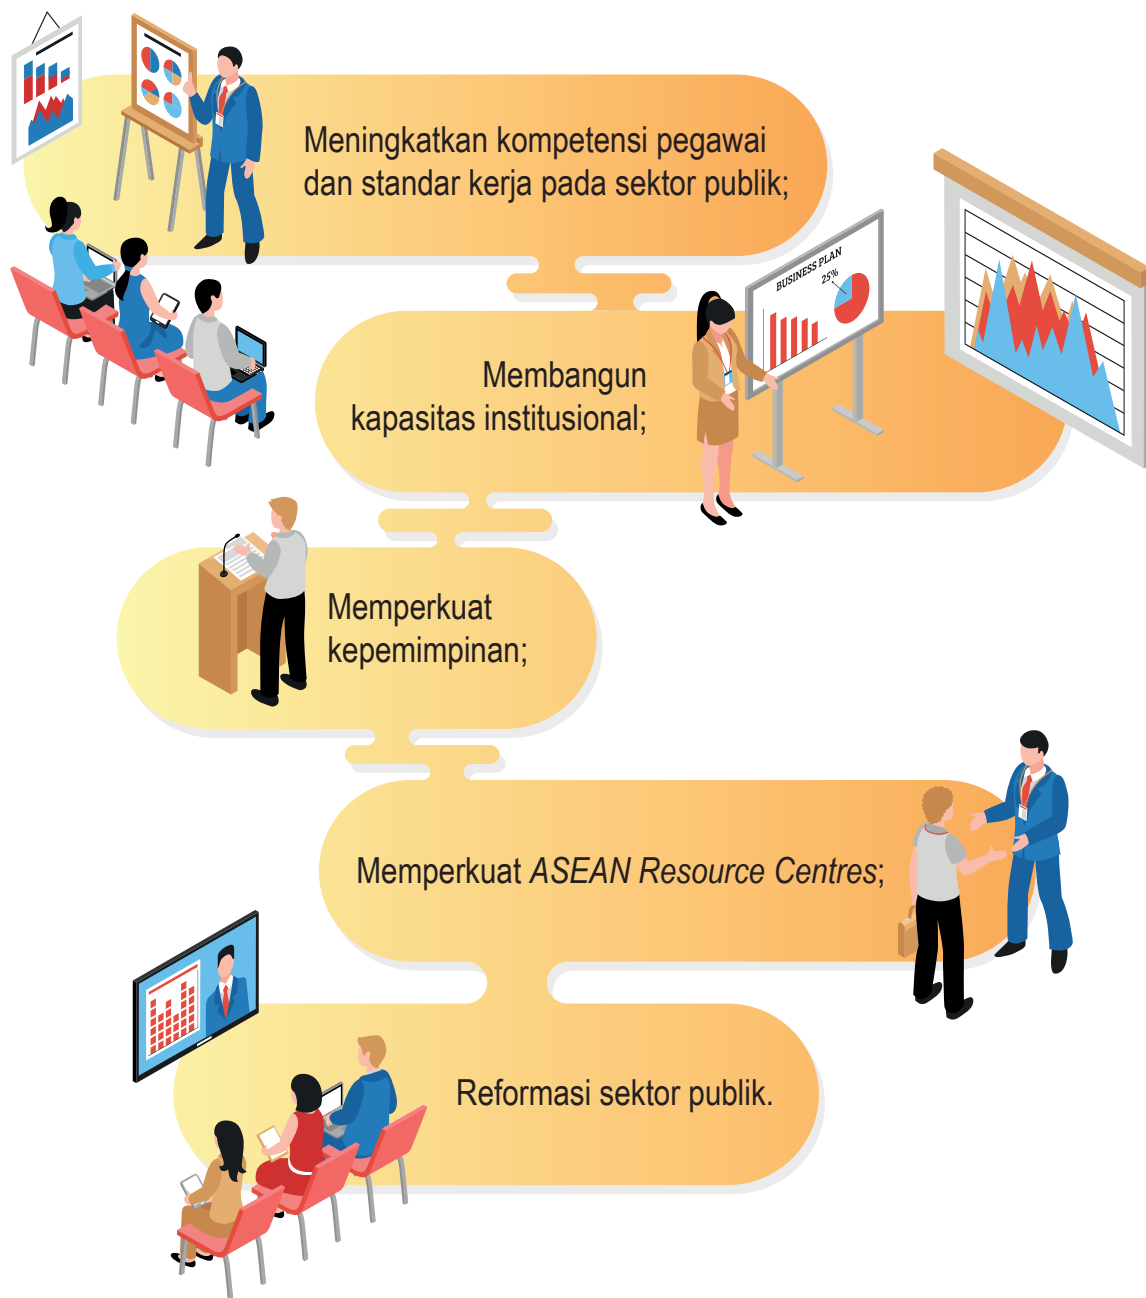 Meningkatkan kompetensi pegawai
dan standar kerja pada sektor publik;
BUSINESS PLAN
25%
Membangun
kapasitas institusional;
Memperkuat
kepemimpinan;
Memperkuat ASEAN Resource Centres;
Reformasi sektor publik.